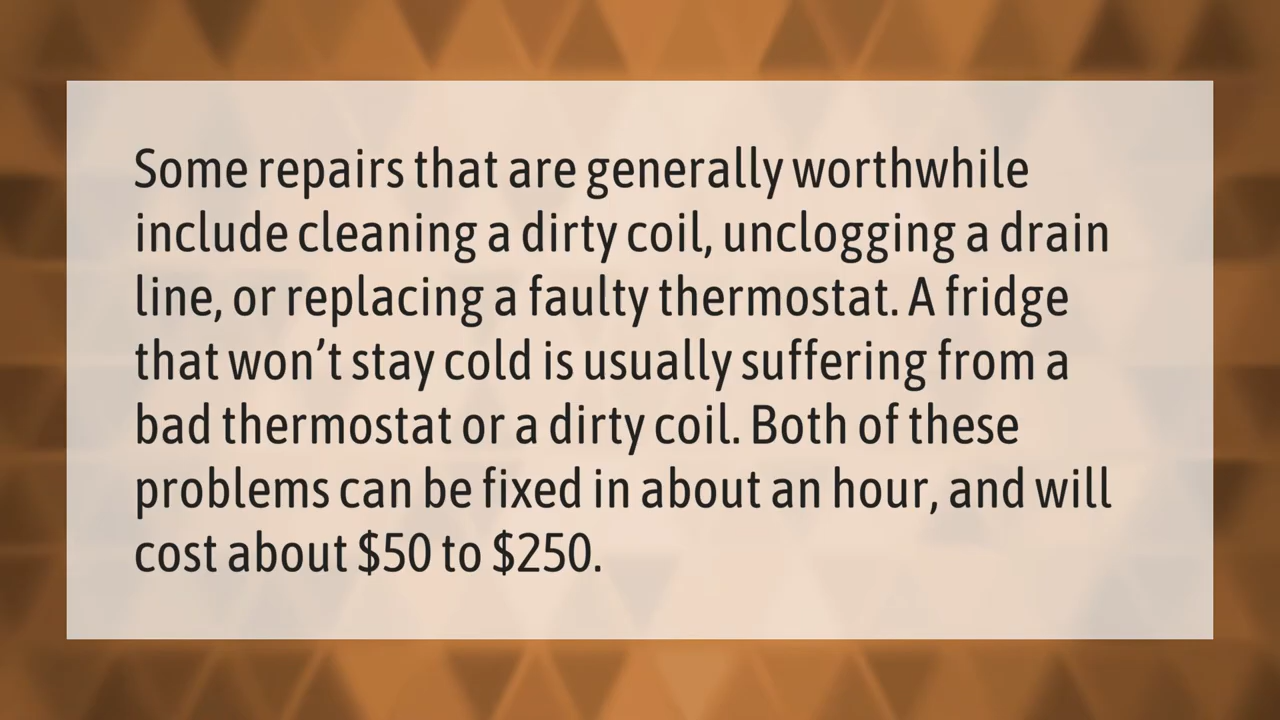 Some repairs that are generally worthwhile
include cleaning a dirty coil, unclogging a drain
line, or replacing a faulty thermostat. A fridge
that won’t stay cold is usually suffering from a
bad thermostat or a dirty coil. Both of these
problems can be fixed in about an hour, and will
cost about $50 to $250.